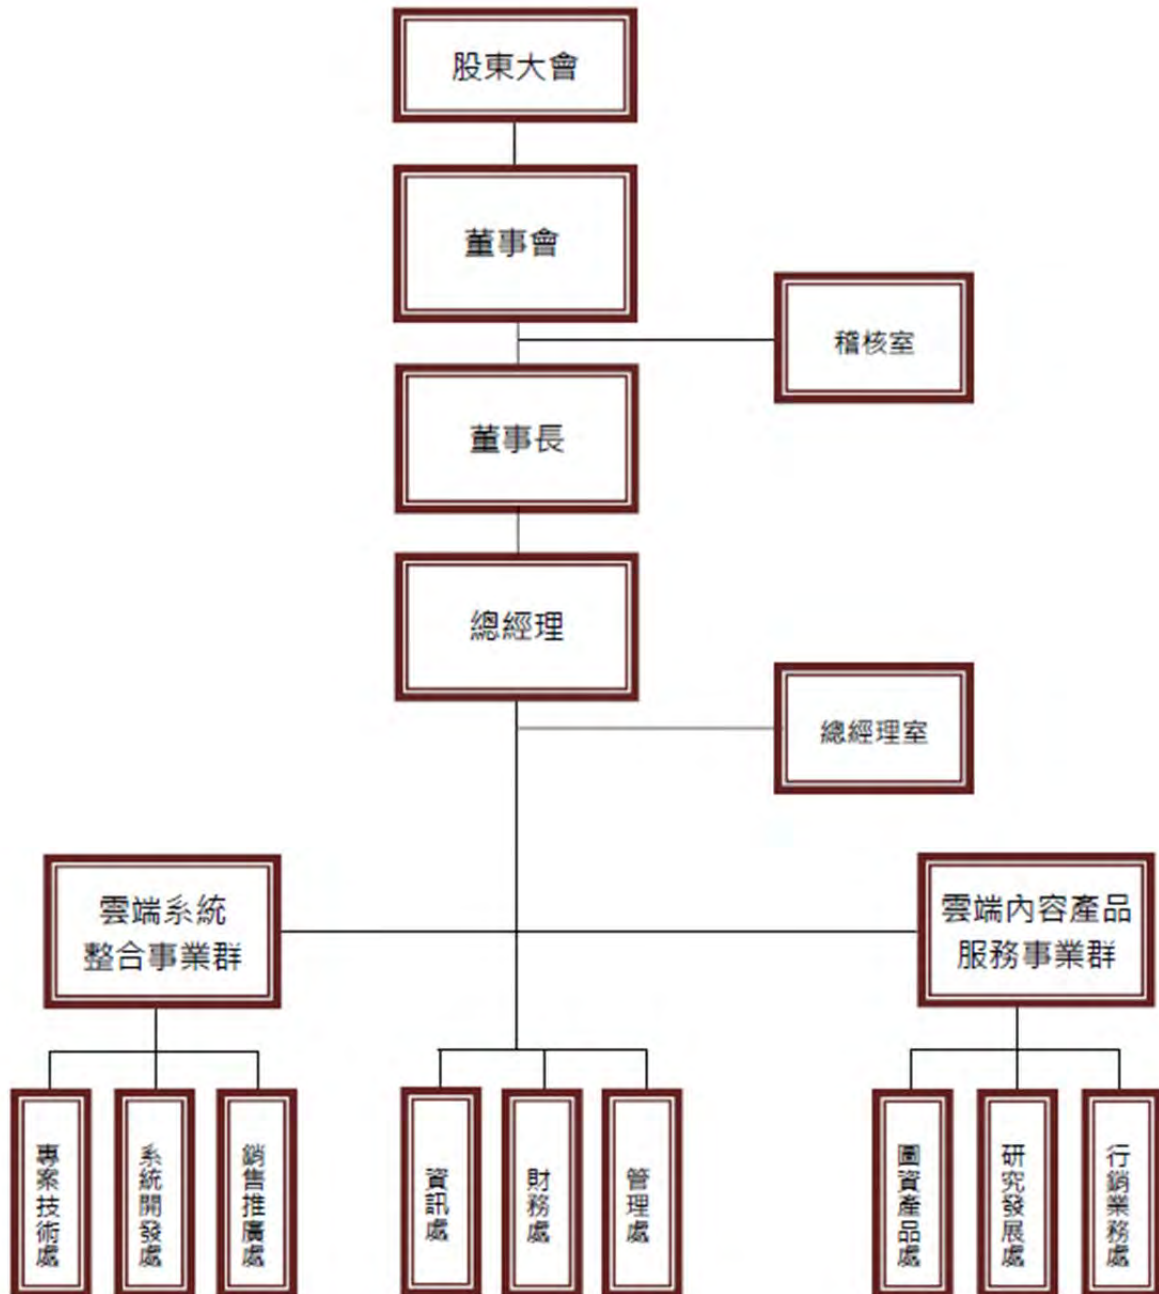 股東大會
董事會
稽核室
董事長
總經理
總經理室
雲端系統
整合事業群
雲端內容產品
服務事業群
專案技術處
系統開發處
銷售推廣處
資訊處
財務處
管理處
圖資產品處
研究發展處
行銷業務處